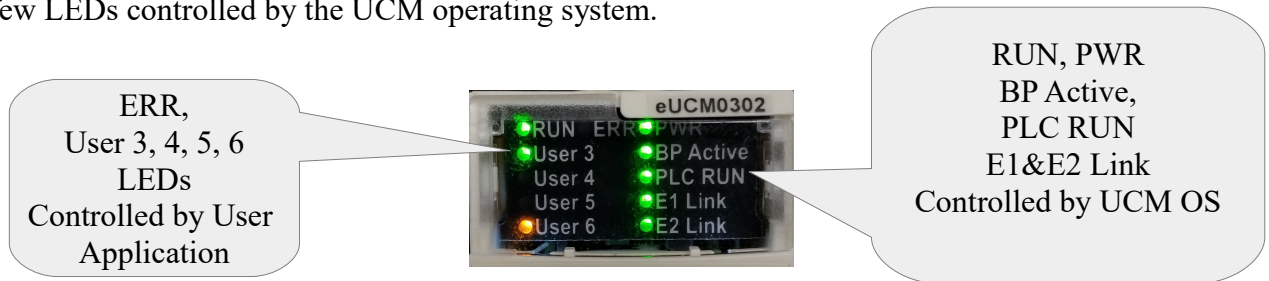 few LEDs controlled by the UCM operating system.
ERR,
User 3, 4, 5, 6
LEDs
Controlled by User
Application
eUCM0302
RUN ERR PWR
User 3 BP Active
User 4 PLC RUN
User 5 E1 Link
User 6 E2 Link
RUN, PWR
BP Active,
PLC RUN
E1&E2 Link
Controlled by UCM OS